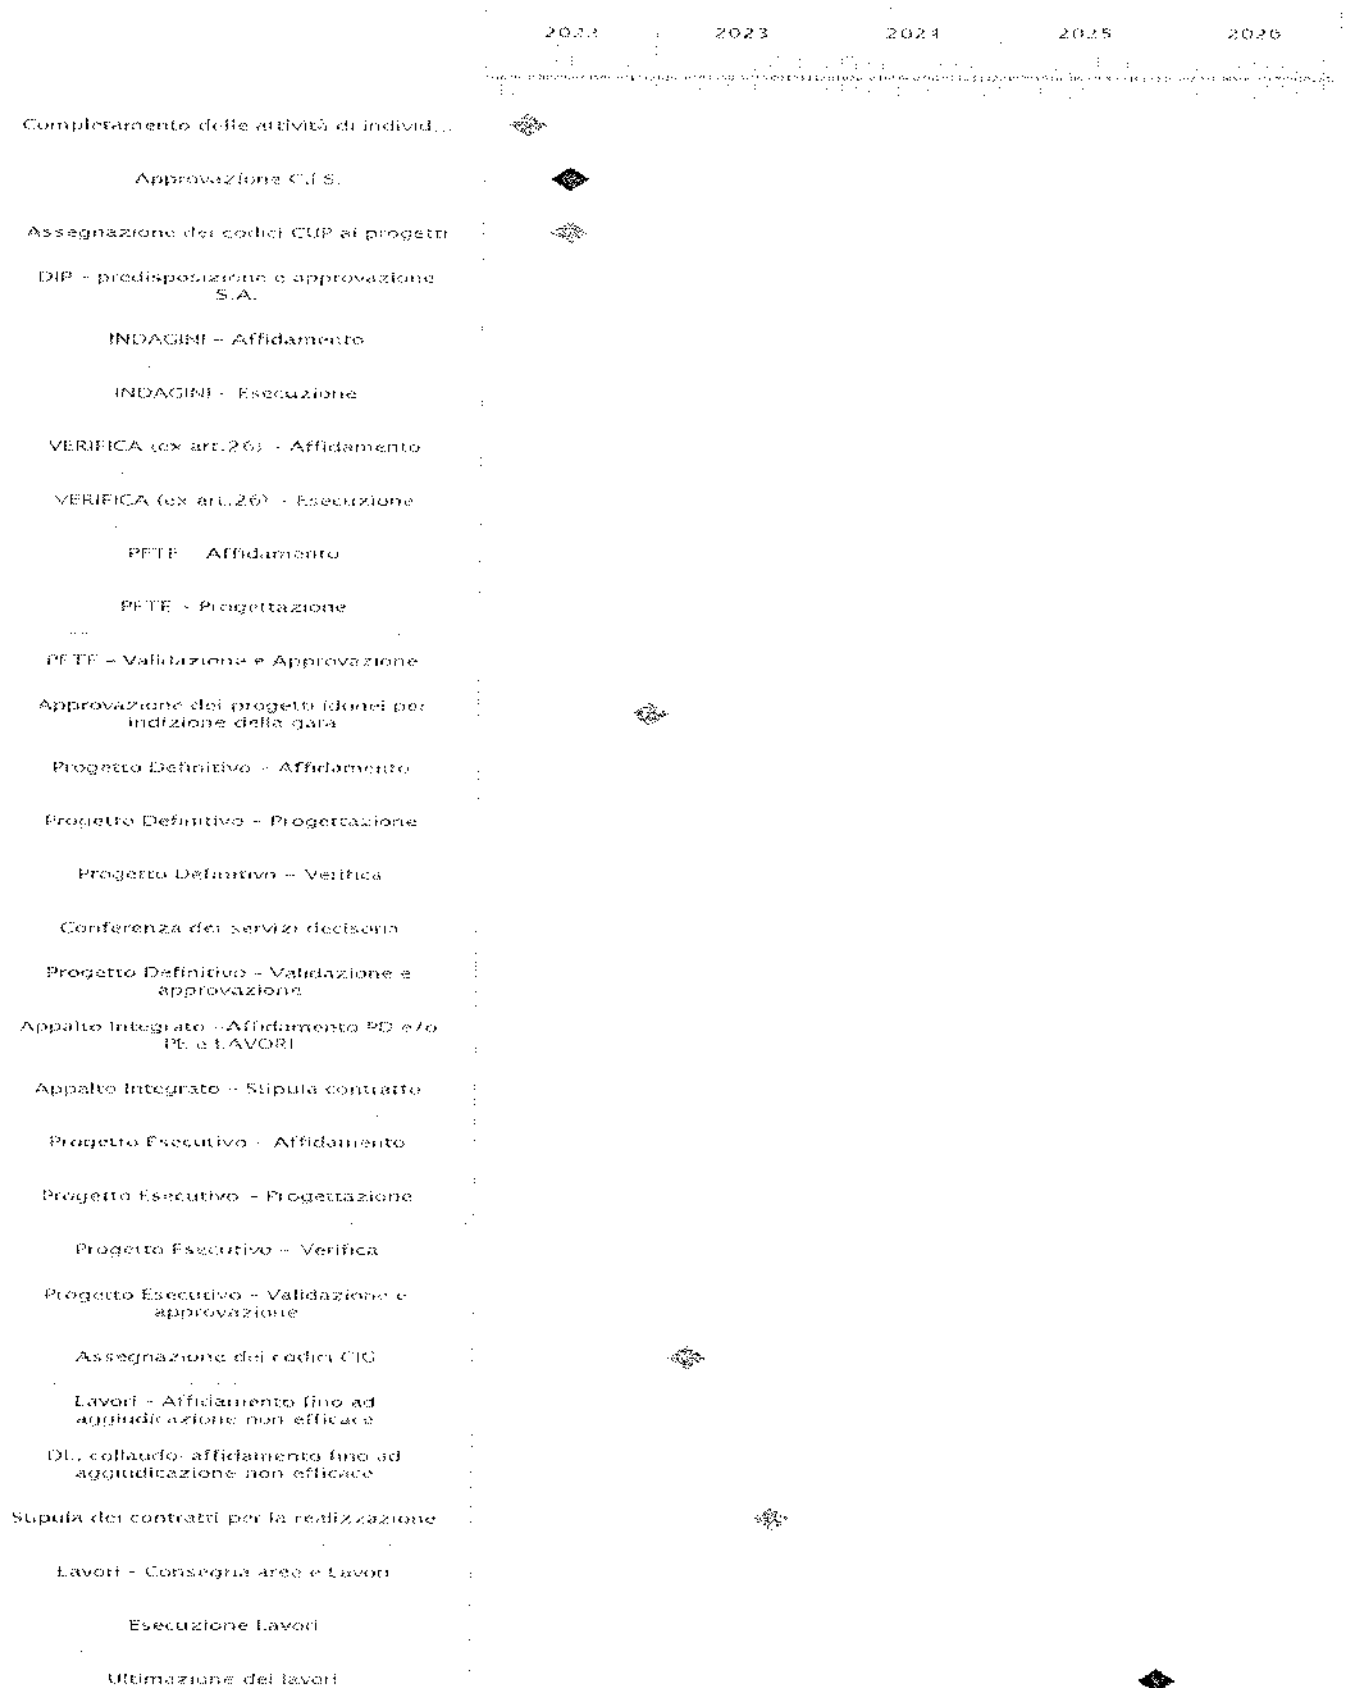 2022 2023 2024 2025 2026
Completamento delle attività di individ...
Approvazione C.I.S.
Assegnazione dei codici CUP ai progetti
DIP - predisposizione e approvazione
S.A.
INDAGINI - Affidamento
INDAGINI - Esecuzione
VERIFICA (ex art.26) - Affidamento
VERIFICA (ex art.26) - Esecuzione
PFTE - Affidamento
PFTE - Progettazione
PFTE - Validazione e Approvazione
Approvazione dei progetti idonei per
indizione della gara
Progetto Definitivo - Affidamento
Progetto Definitivo - Progettazione
Progetto Definitivo - Verifica
Conferenza dei servizi decisoria
Progetto Definitivo - Validazione e
approvazione
Appalto Integrato -Affidamento PD e/o
PE e LAVORI
Appalto Integrato - Stipula contratto
Progetto Esecutivo - Affidamento
Progetto Esecutivo - Progettazione
Progetto Esecutivo - Verifica
Progetto Esecutivo - Validazione e
approvazione
Assegnazione dei codici CIG
Lavori - Affidamento fino ad
aggiudicazione non efficace
DL, collaudo: affidamento fino ad
aggiudicazione non efficace
Stipula dei contratti per la realizzazione
Lavori - Consegna aree e Lavori
Esecuzione Lavori
Ultimazione dei lavori